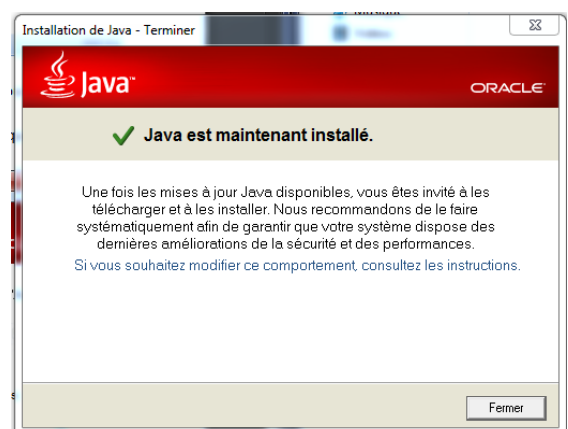 Installation de Java - Terminer
Java™
ORACLE
Java est maintenant installé.
Une fois les mises à jour Java disponibles, vous êtes invité à les
télécharger et à les installer. Nous recommandons de le faire
systématiquement afin de garantir que votre système dispose des
dernières améliorations de la sécurité et des performances.
Si vous souhaitez modifier ce comportement, consultez les instructions.
Fermer